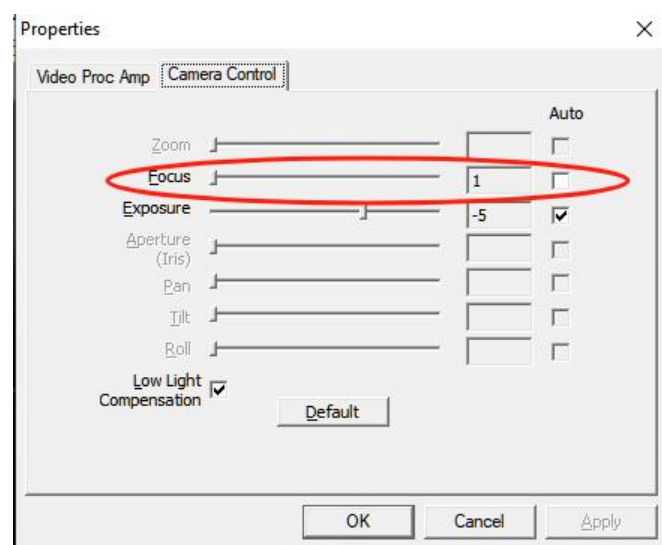 Properties
Video Proc Amp Camera Control
Auto
Zoom
Focus 1
Exposure -5
Aperture
(Iris)
Pan
Tilt
Roll
Low Light
Compensation
Default
OK Cancel Apply